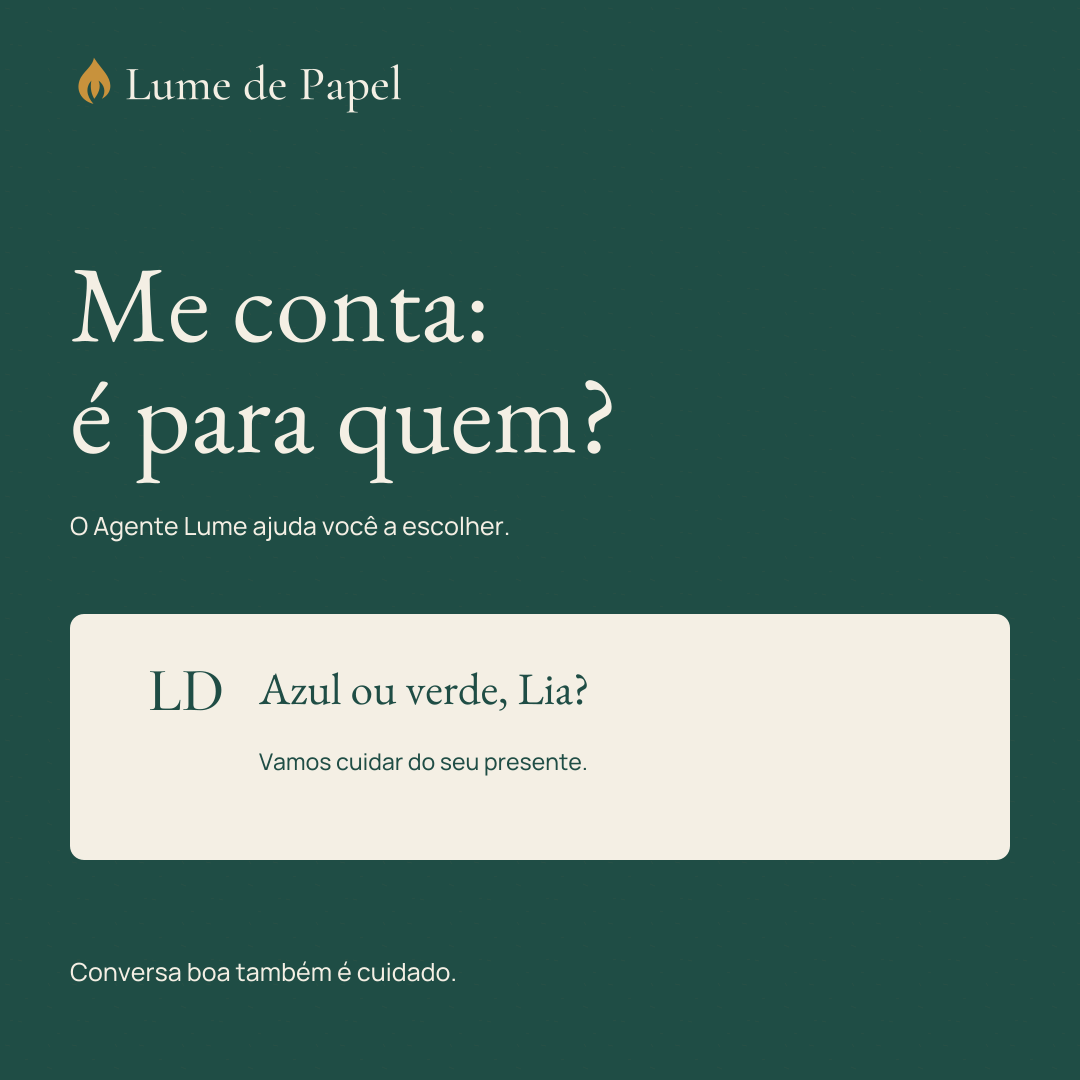 Lume de Papel
Me conta:
é para quem?
O Agente Lume ajuda você a escolher.
LD
Azul ou verde, Lia?
Vamos cuidar do seu presente.
Conversa boa também é cuidado.